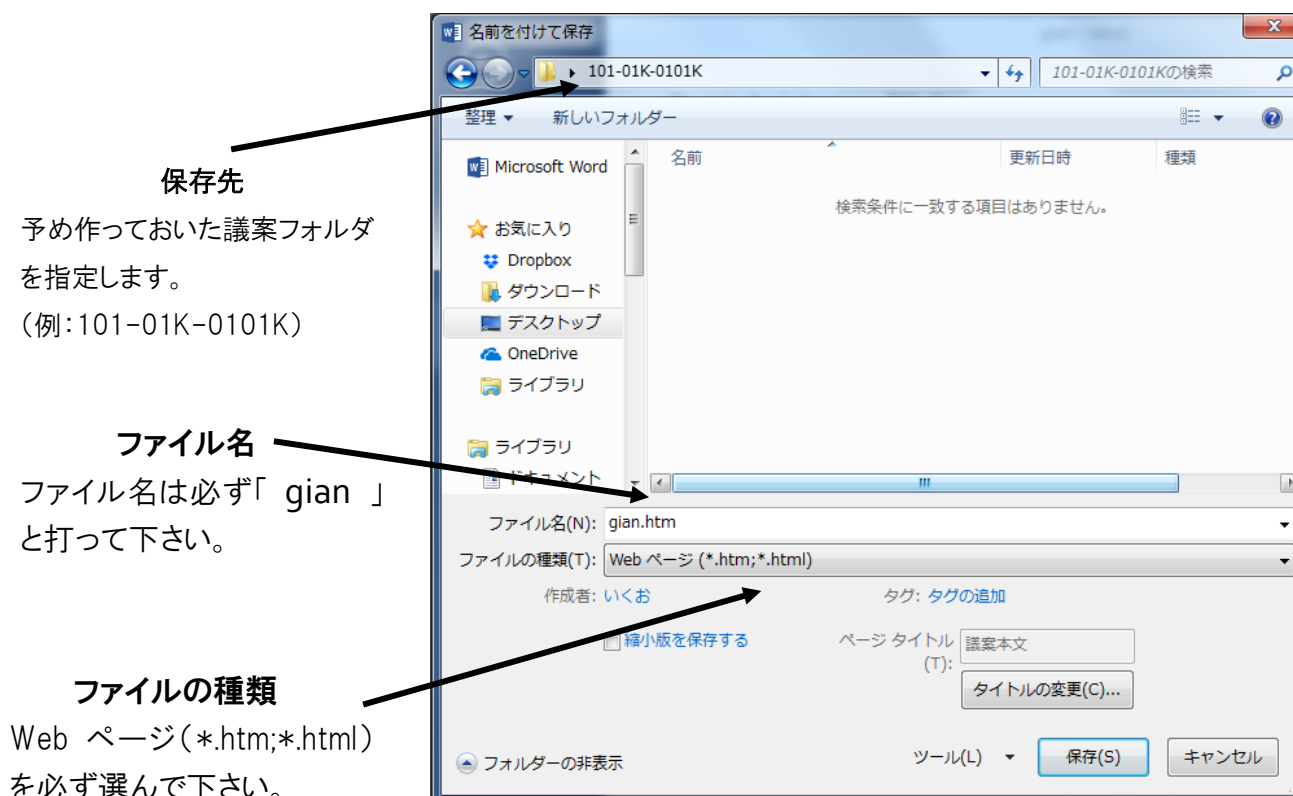 名前を付けて保存
101-01K-0101K
101-01K-0101Kの検索
整理
新しいフォルダー
Microsoft Word
お気に入り
Dropbox
ダウンロード
デスクトップ
OneDrive
ライブラリ
ライブラリ
ドキュメント
名前
更新日時
種類
検索条件に一致する項目はありません。
ファイル名(N): gian.htm
ファイルの種類(T): Web ページ (*.htm;*.html)
作成者: いくお
タグ: タグの追加
縮小版を保存する
ページ タイトル
(T):
議案本文
タイトルの変更(C)...
フォルダーの非表示
ツール(L)
保存(S)
キャンセル
保存先
予め作っておいた議案フォルダ
を指定します。
(例:101-01K-0101K)
ファイル名
ファイル名は必ず「 gian 」
と打って下さい。
ファイルの種類
Web ページ(*.htm;*.html)
を必ず選んで下さい。